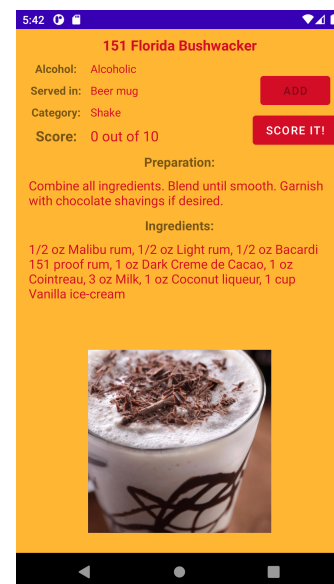 5:42
151 Florida Bushwacker
Alcohol: Alcoholic
Served in: Beer mug
ADD
Category: Shake
SCORE IT!
Score: 0 out of 10
Preparation:
Combine all ingredients. Blend until smooth. Garnish
with chocolate shavings if desired.
Ingredients:
1/2 oz Malibu rum, 1/2 oz Light rum, 1/2 oz Bacardi
151 proof rum, 1 oz Dark Creme de Cacao, 1 oz
Cointreau, 3 oz Milk, 1 oz Coconut liqueur, 1 cup
Vanilla ice-cream